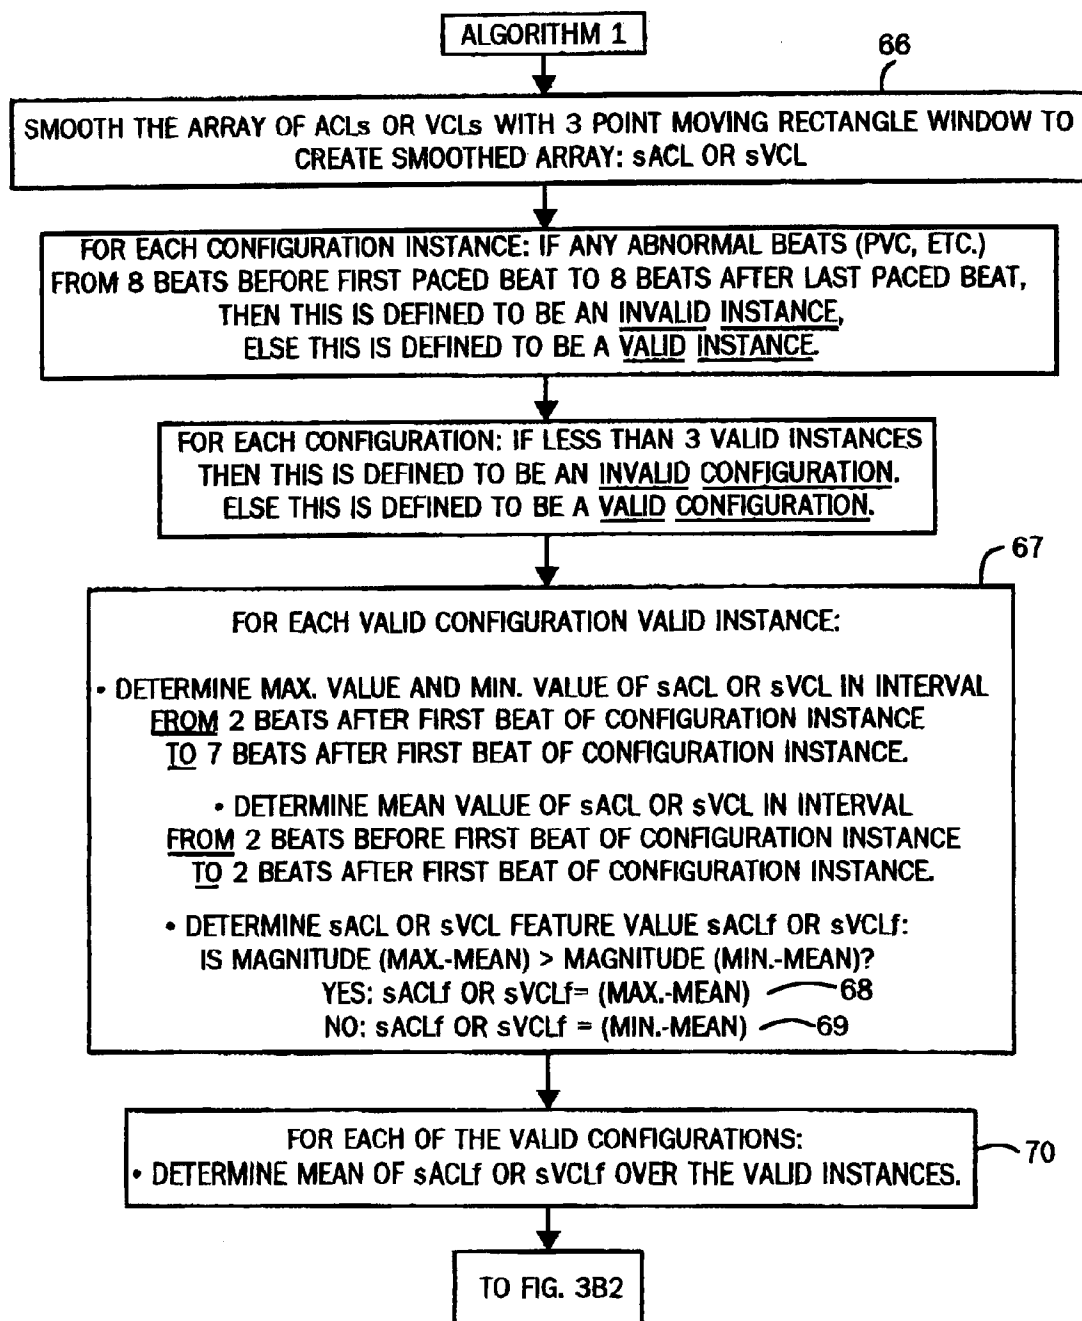 ALGORITHM 1
66
SMOOTH THE ARRAY OF ACLs OR VCLs WITH 3 POINT MOVING RECTANGLE WINDOW TO
CREATE SMOOTHED ARRAY: sACL OR sVCL
FOR EACH CONFIGURATION INSTANCE: IF ANY ABNORMAL BEATS (PVC, ETC.)
FROM 8 BEATS BEFORE FIRST PACED BEAT TO 8 BEATS AFTER LAST PACED BEAT,
THEN THIS IS DEFINED TO BE AN INVALID INSTANCE,
ELSE THIS IS DEFINED TO BE A VALID INSTANCE.
FOR EACH CONFIGURATION: IF LESS THAN 3 VALID INSTANCES
THEN THIS IS DEFINED TO BE AN INVALID CONFIGURATION.
ELSE THIS IS DEFINED TO BE A VALID CONFIGURATION.
67
FOR EACH VALID CONFIGURATION VALID INSTANCE:
• DETERMINE MAX. VALUE AND MIN. VALUE OF sACL OR sVCL IN INTERVAL
FROM 2 BEATS AFTER FIRST BEAT OF CONFIGURATION INSTANCE
TO 7 BEATS AFTER FIRST BEAT OF CONFIGURATION INSTANCE.
• DETERMINE MEAN VALUE OF sACL OR sVCL IN INTERVAL
FROM 2 BEATS BEFORE FIRST BEAT OF CONFIGURATION INSTANCE
TO 2 BEATS AFTER FIRST BEAT OF CONFIGURATION INSTANCE.
• DETERMINE sACL OR sVCL FEATURE VALUE sACLf OR sVCLf:
IS MAGNITUDE (MAX.-MEAN) > MAGNITUDE (MIN.-MEAN)?
YES: sACLf OR sVCLf= (MAX.-MEAN) 68
NO: sACLf OR sVCLf = (MIN.-MEAN) 69
FOR EACH OF THE VALID CONFIGURATIONS:
• DETERMINE MEAN OF sACLf OR sVCLf OVER THE VALID INSTANCES.
70
TO FIG. 3B2